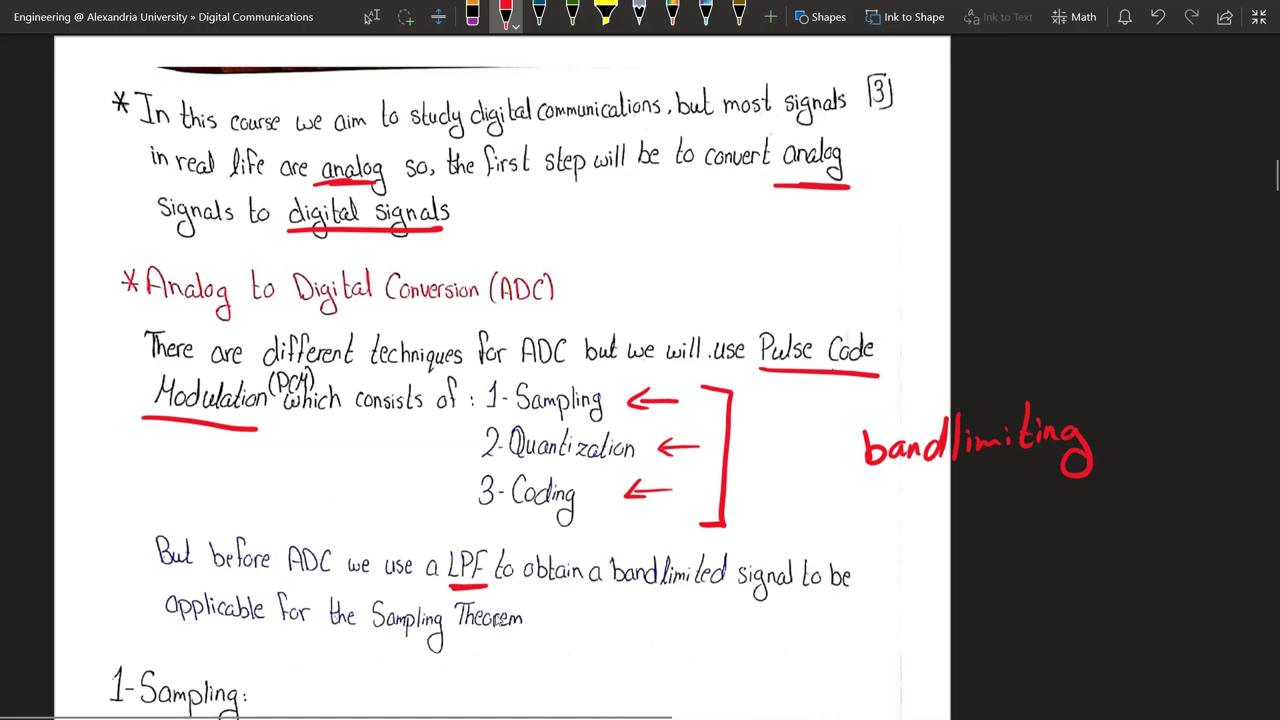 Engineering @ Alexandria University » Digital Communications
Shapes
Ink to Shape
Ink to Text
Math
* In this course we aim to study digital communications, but most signals [3]
in real life are analog so, the first step will be to convert analog
Signals to digital signals
* Analog to Digital Conversion (ADC)
There are different techniques for ADC but we will use Pulse Code
Modulation (PCM) which consists of : 1- Sampling
2- Quantization
3- Coding
bandlimiting
But before ADC we use a LPF to obtain a bandlimited signal to be
applicable for the Sampling Theorem
1- Sampling: